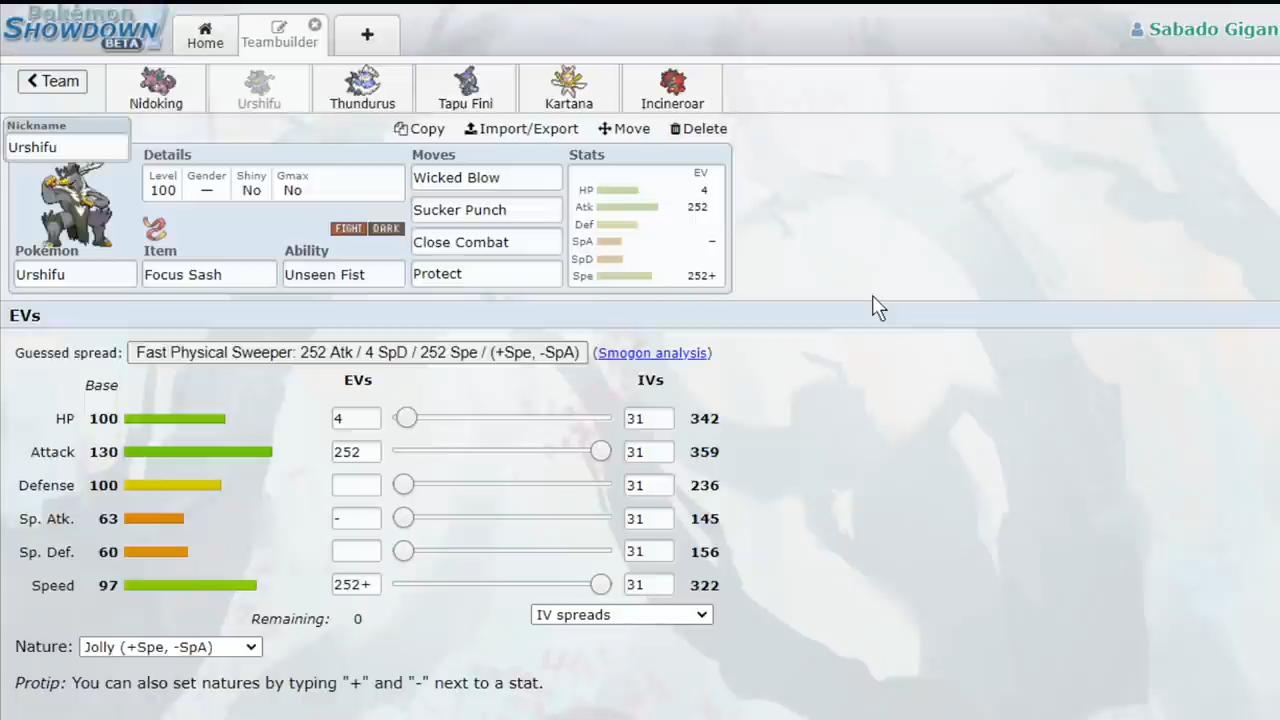 Pokémon
SHOWDOWN
BETA
Home
Teambuilder
+
Sabado Gigan
Team
Nidoking
Urshifu
Thundurus
Tapu Fini
Kartana
Incineroar
Copy
Import/Export
Move
Delete
Nickname
Urshifu
Details
Level
100
Gender
—
Shiny
No
Gmax
No
FIGHT
DARK
Pokémon
Urshifu
Item
Focus Sash
Ability
Unseen Fist
Moves
Wicked Blow
Sucker Punch
Close Combat
Protect
Stats
EV
HP 4
Atk 252
Def
SpA –
SpD
Spe 252+
EVs
Guessed spread: Fast Physical Sweeper: 252 Atk / 4 SpD / 252 Spe / (+Spe, -SpA) (Smogon analysis)
Base EVs IVs
HP 100 4 31 342
Attack 130 252 31 359
Defense 100 31 236
Sp. Atk. 63 - 31 145
Sp. Def. 60 31 156
Speed 97 252+ 31 322
Remaining: 0
IV spreads
Nature: Jolly (+Spe, -SpA)
Protip: You can also set natures by typing "+" and "-" next to a stat.